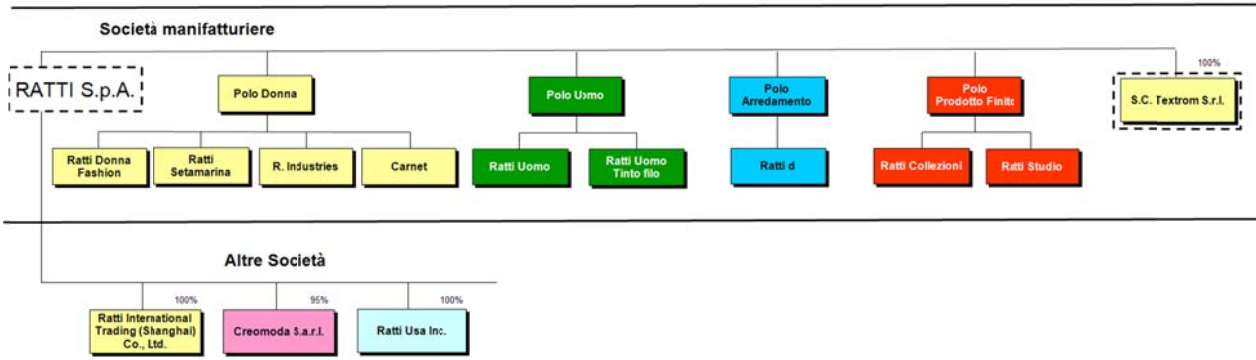 Società manifatturiere
RATTI S.p.A.
Polo Donna
Polo Uomo
Polo
Arredamento
Polo
Prodotto Finito
100%
S.C. Textrom S.r.l.
Ratti Donna
Fashion
Ratti
Setamarina
R. Industries
Carnet
Ratti Uomo
Ratti Uomo
Tinto filo
Ratti d
Ratti Collezioni
Ratti Studio
Altre Società
100%
Ratti International
Trading (Shanghai)
Co., Ltd.
95%
Creomoda S.a.r.l.
100%
Ratti Usa Inc.